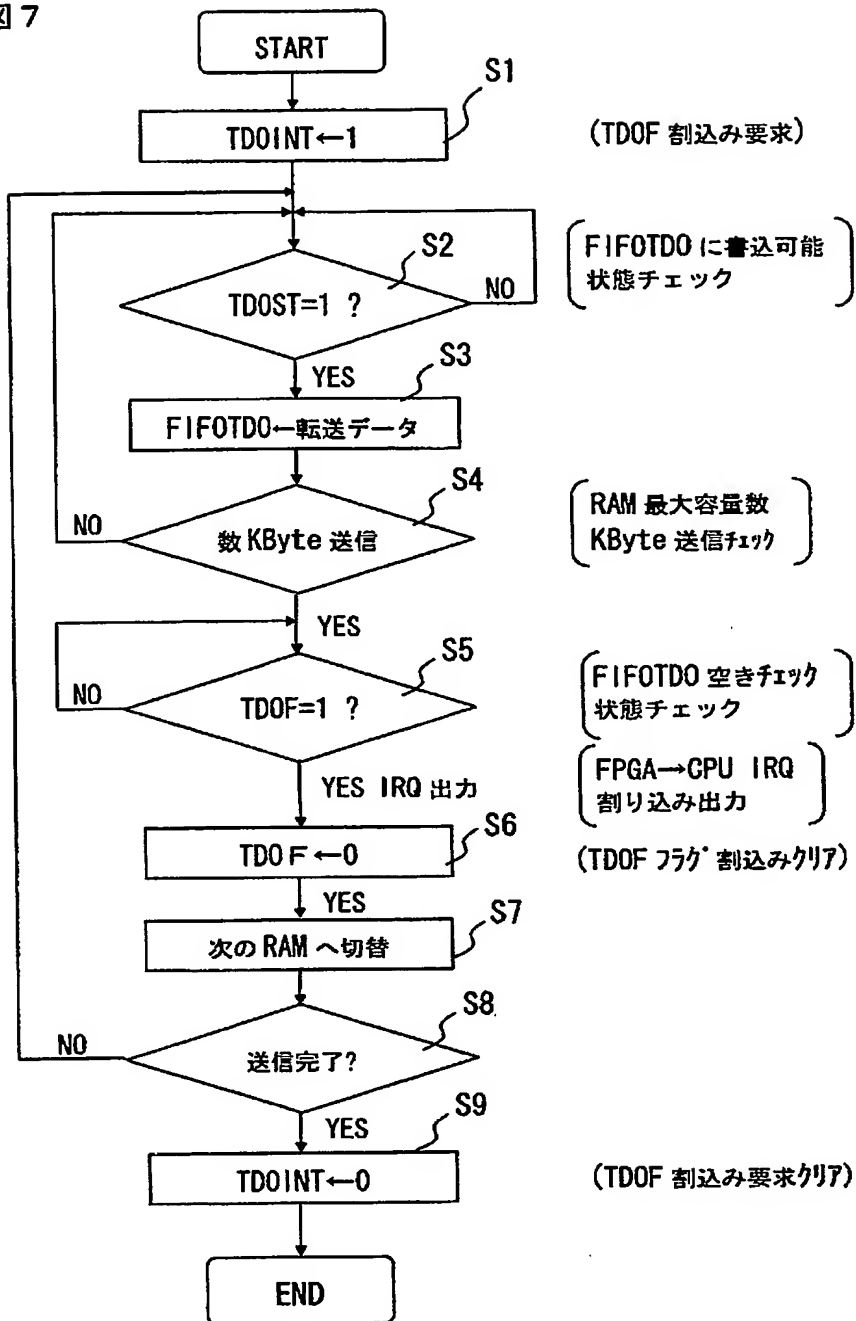 図7
START
S1
TDOINT←1
(TDOF 割込み要求)
S2
TDOST=1 ?
NO
FIFOTDO に書込可能
状態チェック
YES
S3
FIFOTDO←転送データ
S4
NO
数 KByte 送信
RAM 最大容量数
KByte 送信ﾁｪｯｸ
YES
S5
NO
TDOF=1 ?
FIFOTDO 空きﾁｪｯｸ
状態チェック
YES IRQ 出力
FPGA→CPU IRQ
割り込み出力
S6
TDOF←0
(TDOF ﾌﾗｸﾞ 割込みｸﾘｱ)
YES
S7
次の RAM へ切替
S8
NO
送信完了?
YES
S9
TDOINT←0
(TDOF 割込み要求ｸﾘｱ)
END